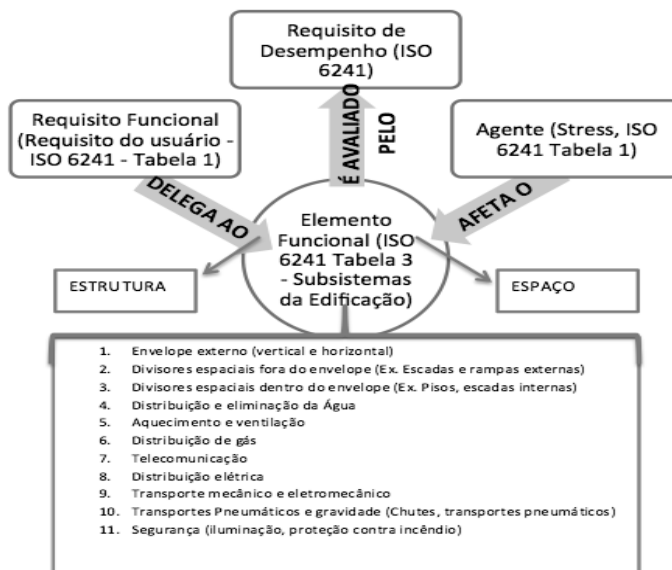 Requisito de
Desempenho (ISO
6241)
Requisito Funcional
(Requisito do usuário -
ISO 6241 - Tabela 1)
Agente (Stress, ISO
6241 Tabela 1)
É AVALIADO
PELO
DELEGA AO
AFETA O
Elemento
Funcional (ISO
6241 Tabela 3
- Subsistemas
da Edificação)
ESTRUTURA
ESPAÇO
1. Envelope externo (vertical e horizontal)
2. Divisores espaciais fora do envelope (Ex. Escadas e rampas externas)
3. Divisores espaciais dentro do envelope (Ex. Pisos, escadas internas)
4. Distribuição e eliminação da Água
5. Aquecimento e ventilação
6. Distribuição de gás
7. Telecomunicação
8. Distribuição elétrica
9. Transporte mecânico e eletromecânico
10. Transportes Pneumáticos e gravidade (Chutes, transportes pneumáticos)
11. Segurança (iluminação, proteção contra incêndio)